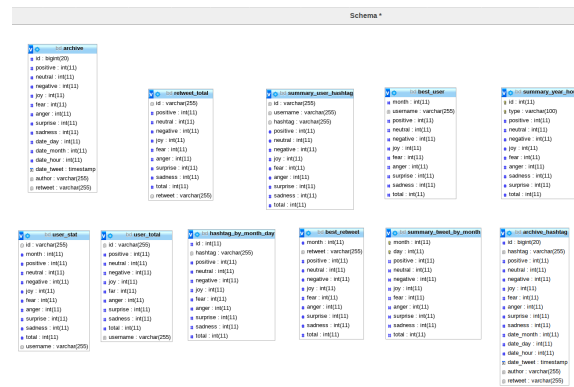 Schema *
archive
id : bigint(20)
positive : int(11)
neutral : int(11)
negative : int(11)
joy : int(11)
fear : int(11)
anger : int(11)
surprise : int(11)
sadness : int(11)
date_day : int(11)
date_month : int(11)
date_hour : int(11)
date_tweet : timestamp
author : varchar(255)
retweet : varchar(255)
retweet_total
id : varchar(255)
positive : int(11)
neutral : int(11)
negative : int(11)
joy : int(11)
fear : int(11)
anger : int(11)
surprise : int(11)
sadness : int(11)
total : int(11)
retweet : varchar(255)
summary_user_hashtag
id : varchar(255)
username : varchar(255)
hashtag : varchar(255)
positive : int(11)
neutral : int(11)
negative : int(11)
joy : int(11)
fear : int(11)
anger : int(11)
surprise : int(11)
sadness : int(11)
total : int(11)
best_user
month : int(11)
username : varchar(255)
positive : int(11)
neutral : int(11)
negative : int(11)
joy : int(11)
fear : int(11)
anger : int(11)
surprise : int(11)
sadness : int(11)
total : int(11)
summary_year_ho
id : int(11)
type : varchar(100)
positive : int(11)
neutral : int(11)
negative : int(11)
joy : int(11)
fear : int(11)
anger : int(11)
surprise : int(11)
sadness : int(11)
total : int(11)
user_stat
id : varchar(255)
month : int(11)
positive : int(11)
neutral : int(11)
negative : int(11)
joy : int(11)
fear : int(11)
anger : int(11)
surprise : int(11)
sadness : int(11)
total : int(11)
username : varchar(255)
user_total
id : varchar(255)
positive : int(11)
neutral : int(11)
negative : int(11)
joy : int(11)
far : int(11)
anger : int(11)
surprise : int(11)
sadness : int(11)
total : int(11)
username : varchar(255)
hashtag_by_month_day
id : int(11)
hashtag : varchar(255)
positive : int(11)
neutral : int(11)
negative : int(11)
joy : int(11)
fear : int(11)
anger : int(11)
surprise : int(11)
sadness : int(11)
total : int(11)
best_retweet
month : int(11)
retweet : varchar(255)
positive : int(11)
neutral : int(11)
negative : int(11)
joy : int(11)
fear : int(11)
anger : int(11)
surprise : int(11)
sadness : int(11)
total : int(11)
summary_tweet_by_month
month : int(11)
day : int(11)
positive : int(11)
neutral : int(11)
negative : int(11)
joy : int(11)
fear : int(11)
anger : int(11)
surprise : int(11)
sadness : int(11)
total : int(11)
archive_hashtag
id : bigint(20)
hashtag : varchar(255)
positive : int(11)
neutral : int(11)
negative : int(11)
joy : int(11)
fear : int(11)
anger : int(11)
surprise : int(11)
sadness : int(11)
date_month : int(11)
date_day : int(11)
date_hour : int(11)
date_tweet : timestamp
author : varchar(255)
retweet : varchar(255)